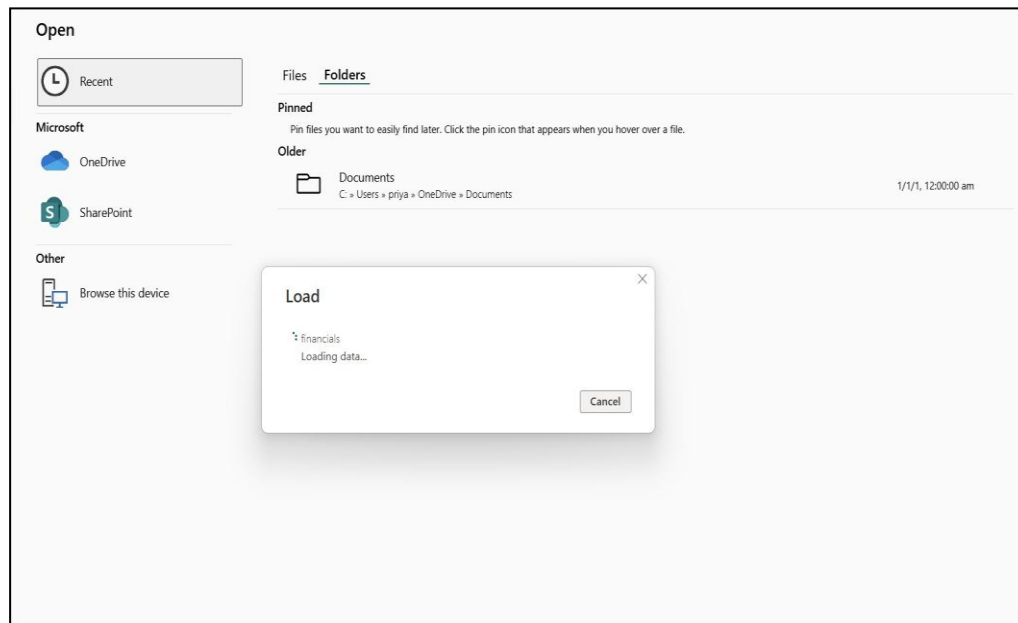 Open
Recent
Microsoft
OneDrive
SharePoint
Other
Browse this device
Files Folders
Pinned
Pin files you want to easily find later. Click the pin icon that appears when you hover over a file.
Older
Documents
C: » Users » priya » OneDrive » Documents
1/1/1, 12:00:00 am
Load
financials
Loading data...
Cancel